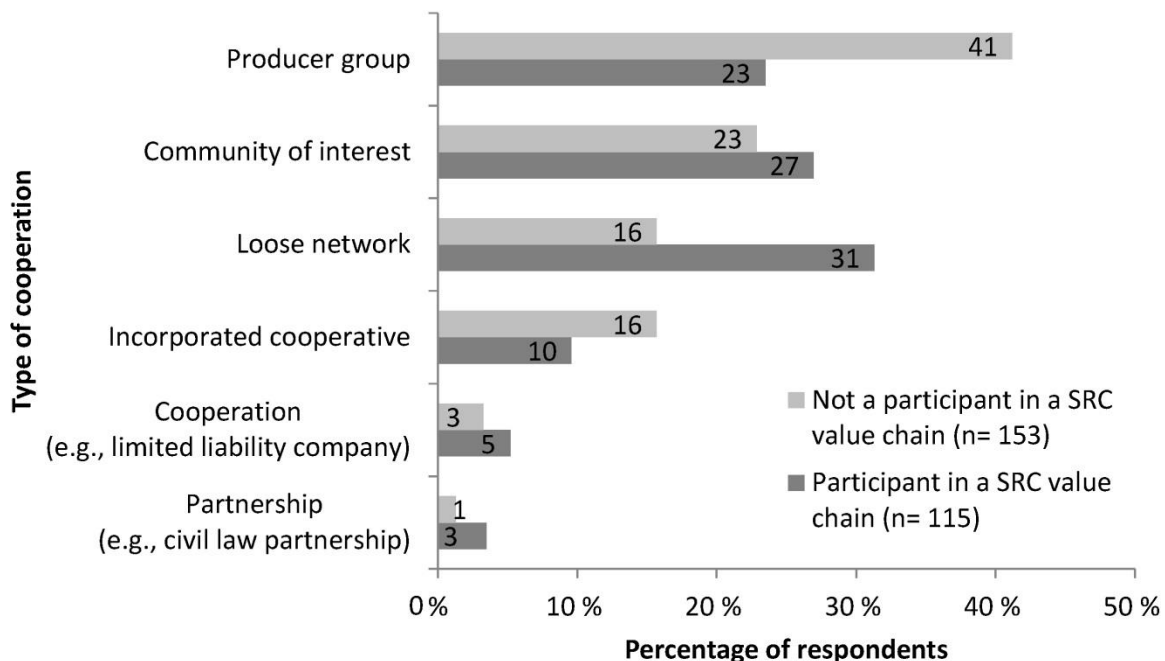 Type of cooperation
Producer group
41
23
Community of interest
23
27
Loose network
16
31
Incorporated cooperative
16
10
Cooperation
(e.g., limited liability company)
3
5
Partnership
(e.g., civil law partnership)
1
3
Not a participant in a SRC
value chain (n= 153)
Participant in a SRC value
chain (n= 115)
0 % 10 % 20 % 30 % 40 % 50 %
Percentage of respondents